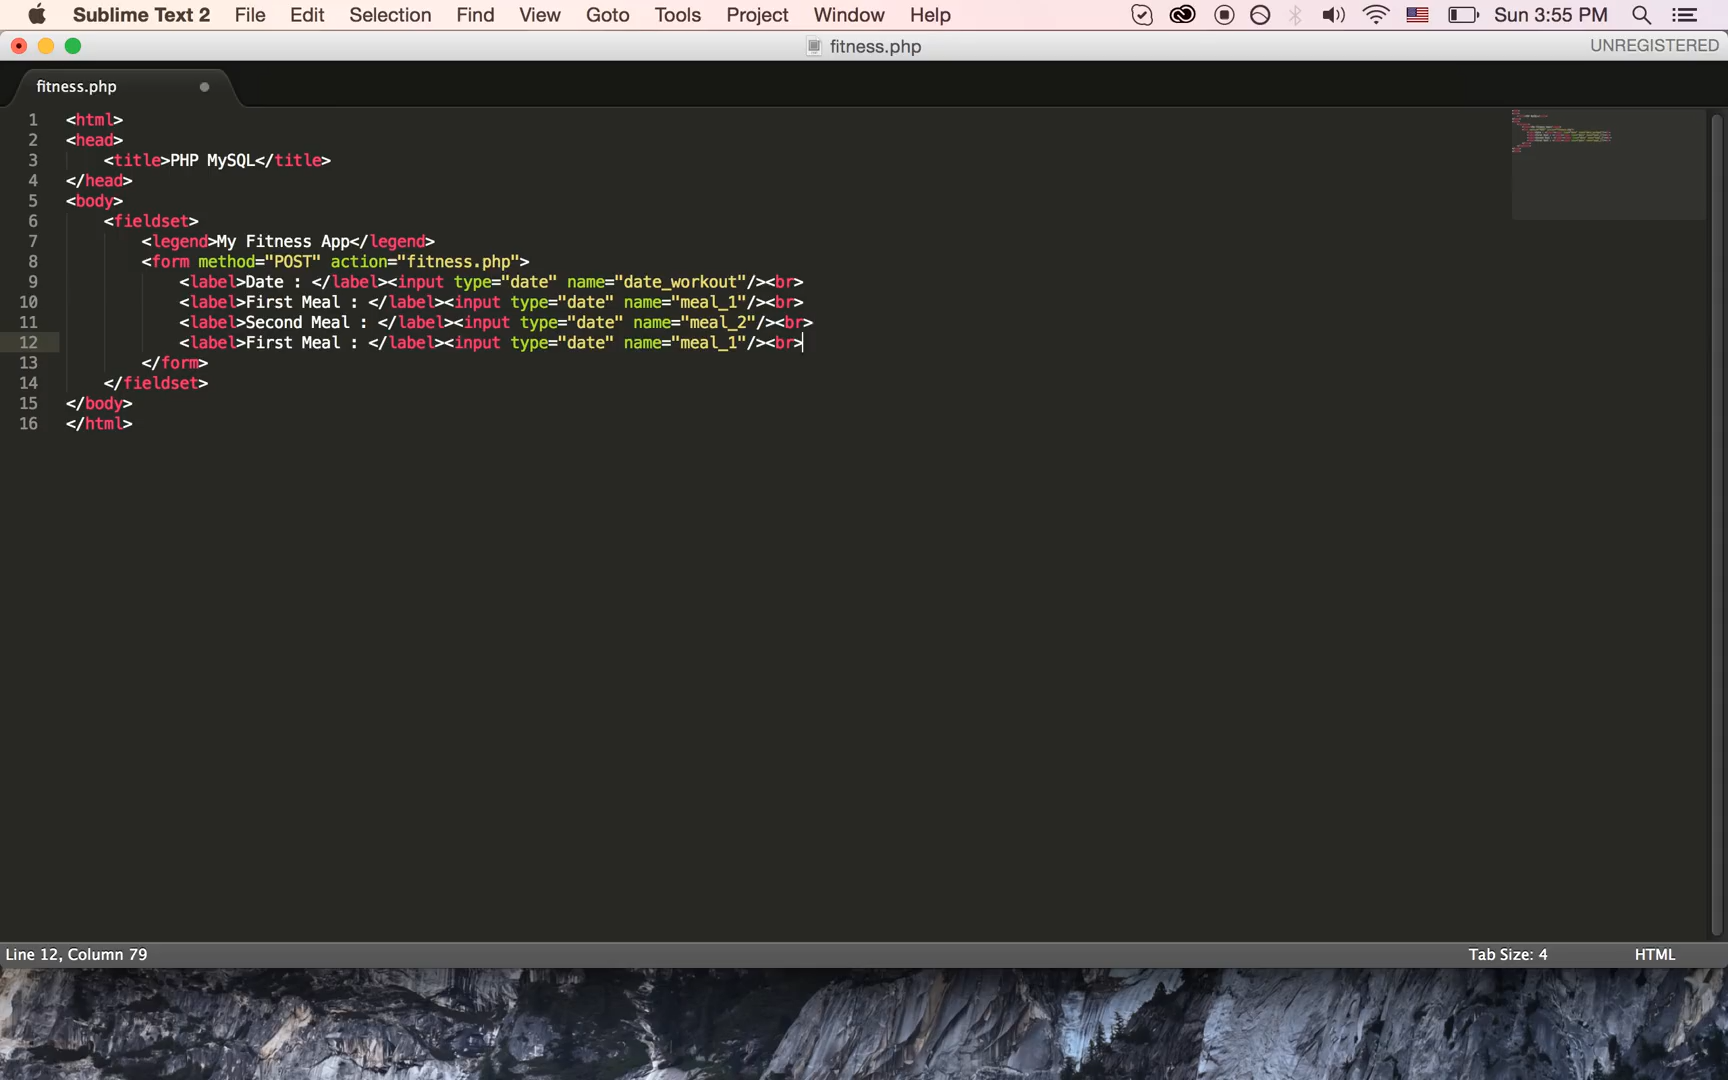 Sublime Text 2 File Edit Selection Find View Goto Tools Project Window Help Sun 3:55 PM
fitness.php UNREGISTERED
fitness.php
1 <html>
2 <head>
3 <title>PHP MySQL</title>
4 </head>
5 <body>
6 <fieldset>
7 <legend>My Fitness App</legend>
8 <form method="POST" action="fitness.php">
9 <label>Date : </label><input type="date" name="date_workout"/><br>
10 <label>First Meal : </label><input type="date" name="meal_1"/><br>
11 <label>Second Meal : </label><input type="date" name="meal_2"/><br>
12 <label>First Meal : </label><input type="date" name="meal_1"/><br>
13 </form>
14 </fieldset>
15 </body>
16 </html>
Line 12, Column 79 Tab Size: 4 HTML